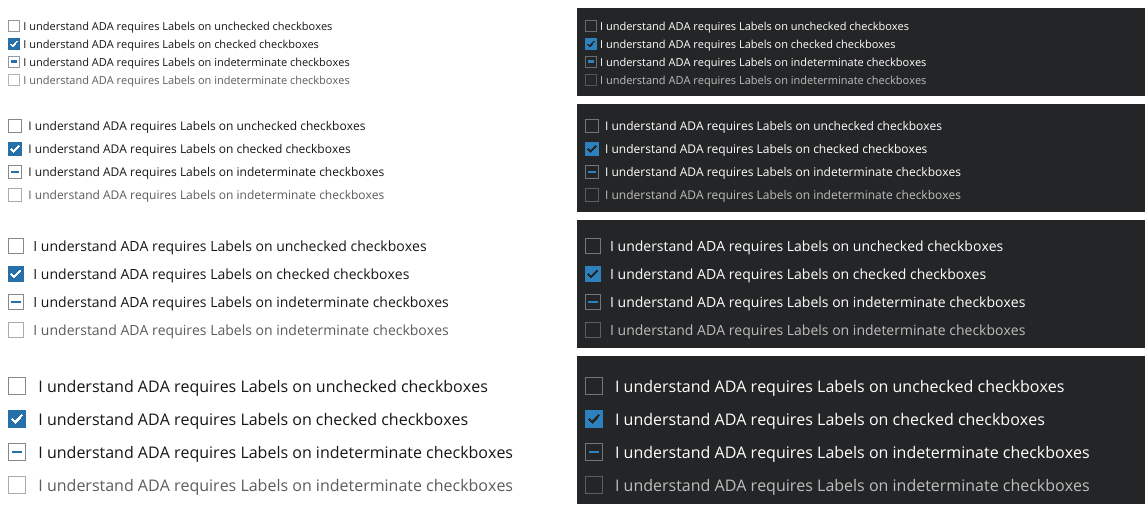 I understand ADA requires Labels on unchecked checkboxes
I understand ADA requires Labels on checked checkboxes
I understand ADA requires Labels on indeterminate checkboxes
I understand ADA requires Labels on indeterminate checkboxes
I understand ADA requires Labels on unchecked checkboxes
I understand ADA requires Labels on checked checkboxes
I understand ADA requires Labels on indeterminate checkboxes
I understand ADA requires Labels on indeterminate checkboxes
I understand ADA requires Labels on unchecked checkboxes
I understand ADA requires Labels on checked checkboxes
I understand ADA requires Labels on indeterminate checkboxes
I understand ADA requires Labels on indeterminate checkboxes
I understand ADA requires Labels on unchecked checkboxes
I understand ADA requires Labels on checked checkboxes
I understand ADA requires Labels on indeterminate checkboxes
I understand ADA requires Labels on indeterminate checkboxes
I understand ADA requires Labels on unchecked checkboxes
I understand ADA requires Labels on checked checkboxes
I understand ADA requires Labels on indeterminate checkboxes
I understand ADA requires Labels on indeterminate checkboxes
I understand ADA requires Labels on unchecked checkboxes
I understand ADA requires Labels on checked checkboxes
I understand ADA requires Labels on indeterminate checkboxes
I understand ADA requires Labels on indeterminate checkboxes
I understand ADA requires Labels on unchecked checkboxes
I understand ADA requires Labels on checked checkboxes
I understand ADA requires Labels on indeterminate checkboxes
I understand ADA requires Labels on indeterminate checkboxes
I understand ADA requires Labels on unchecked checkboxes
I understand ADA requires Labels on checked checkboxes
I understand ADA requires Labels on indeterminate checkboxes
I understand ADA requires Labels on indeterminate checkboxes